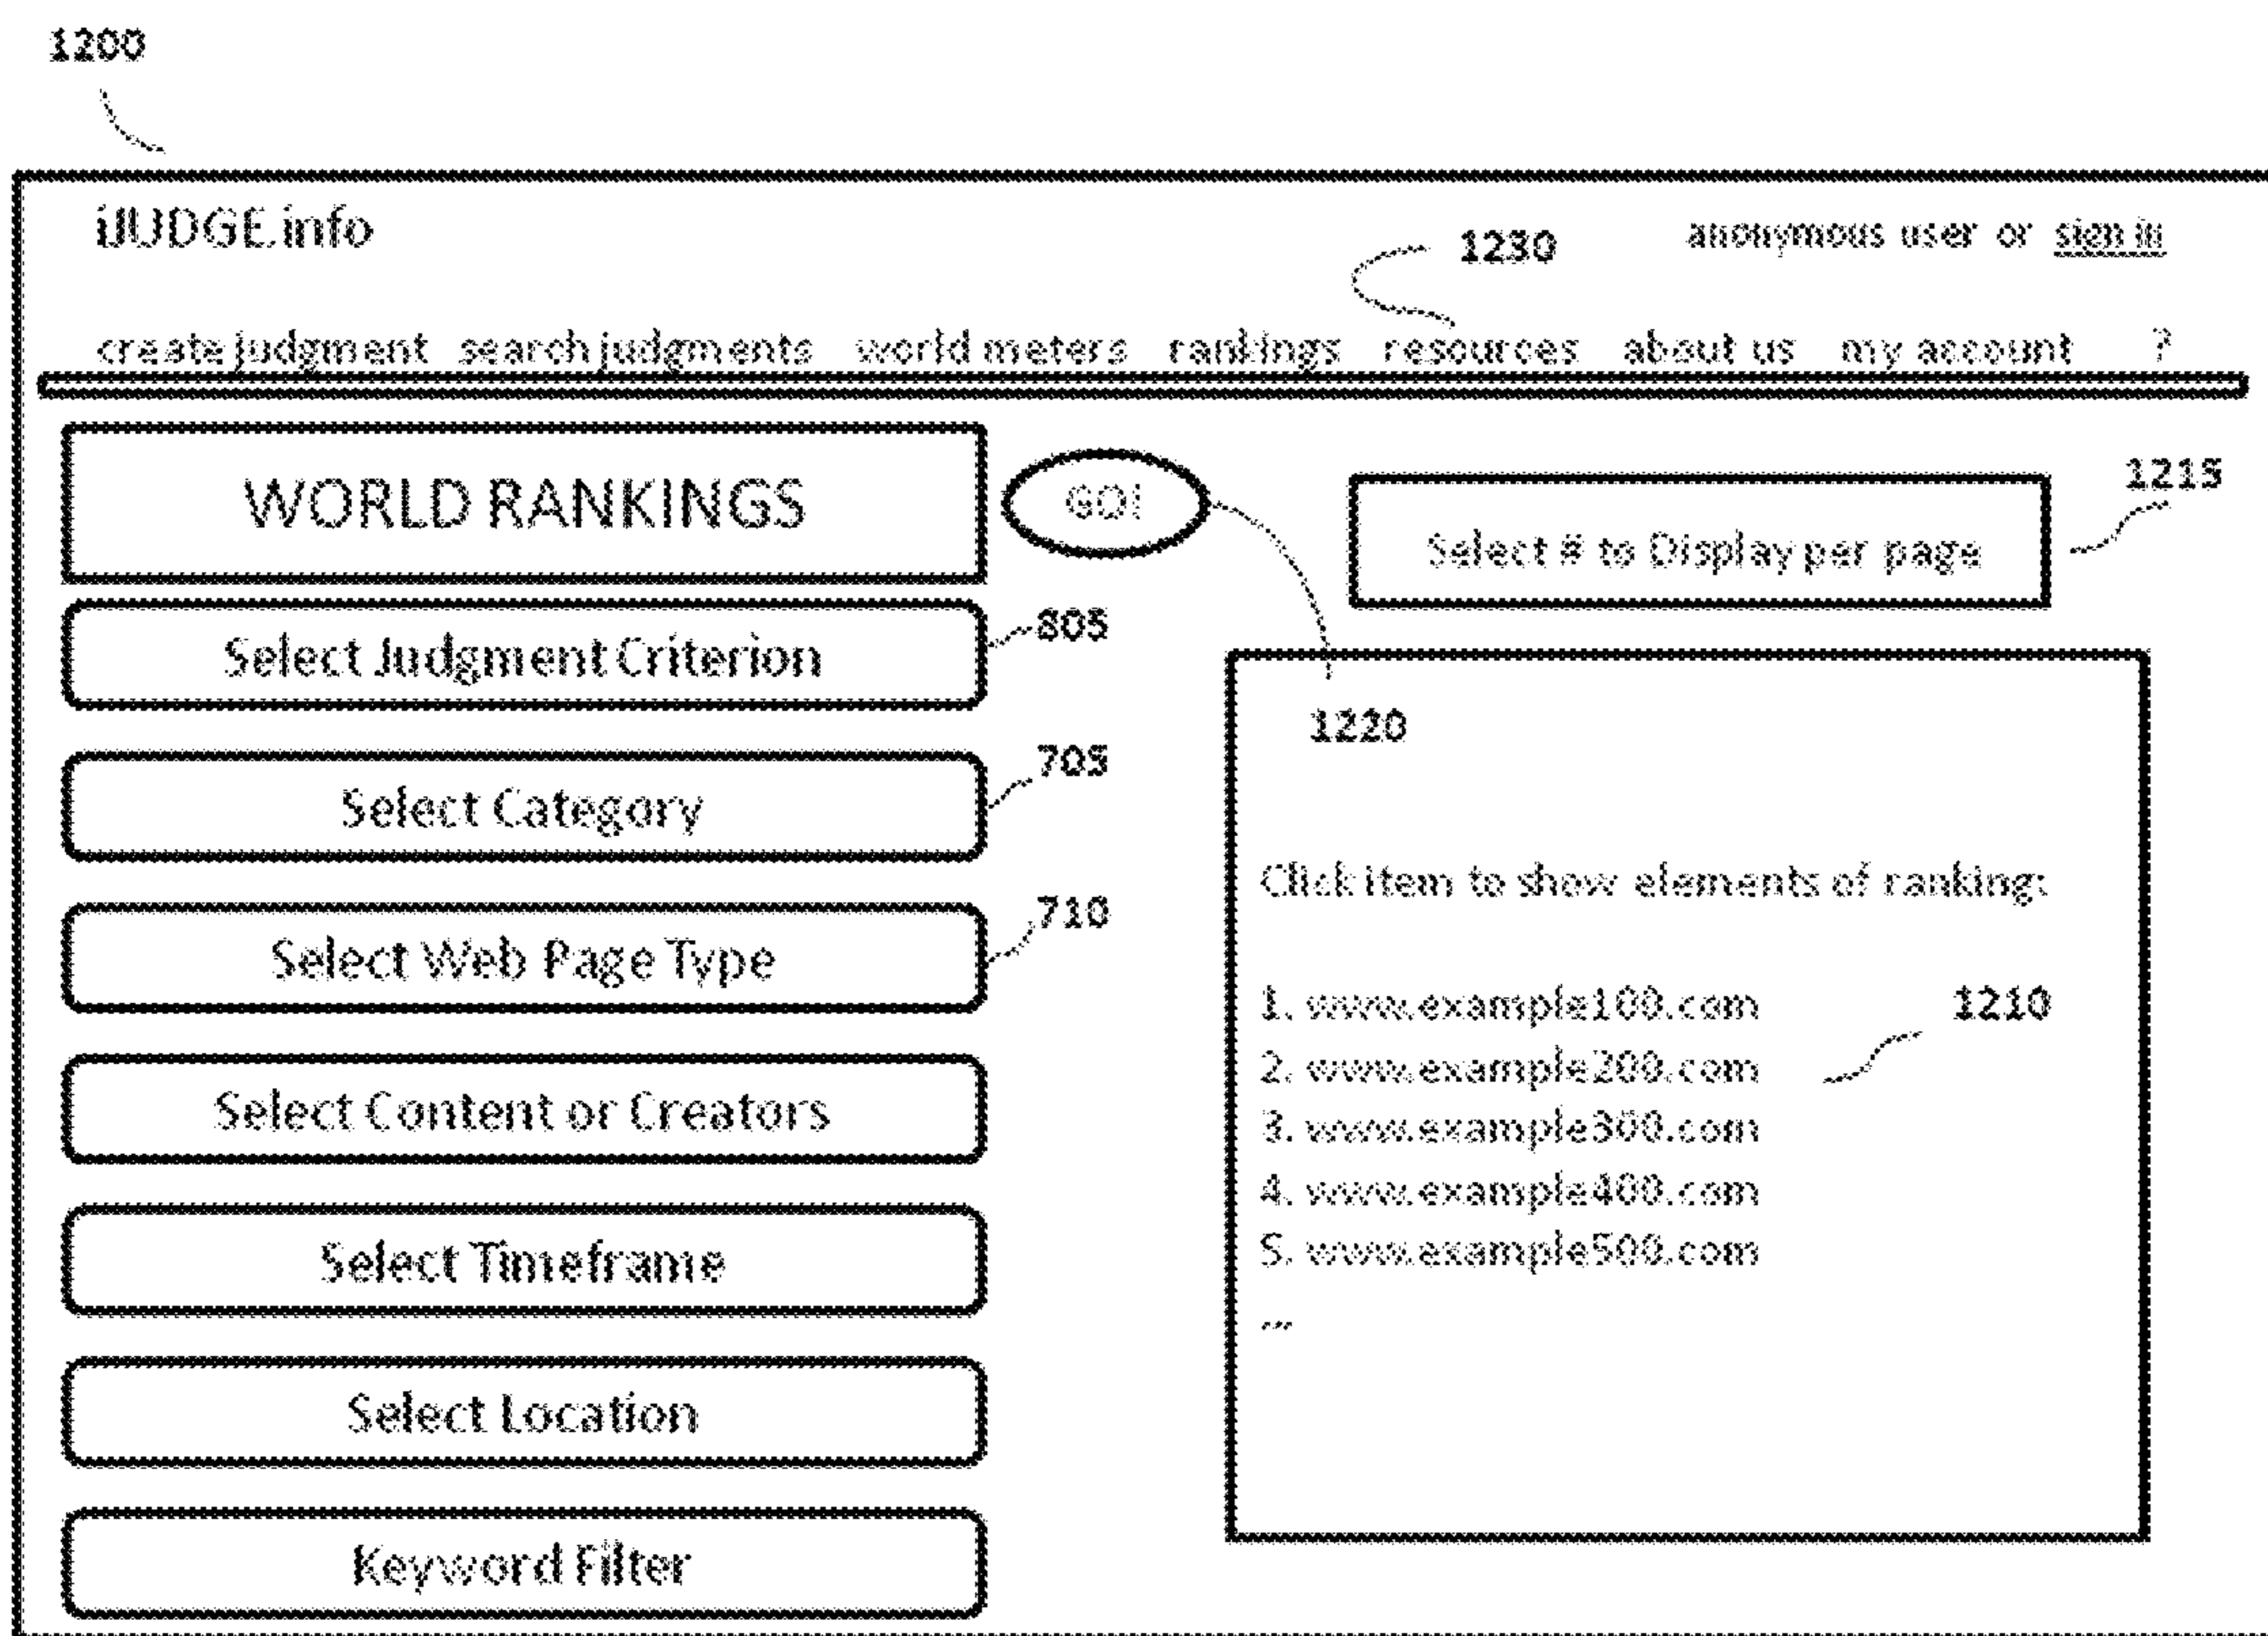 1200
iJUDGE.info
1230
anonymous user or sign in
create judgment search judgments world meters rankings resources about us my account ?
WORLD RANKINGS
GO!
1215
Select # to Display per page
Select Judgment Criterion
805
1220
Select Category
705
Click item to show elements of ranking:
Select Web Page Type
710
1. www.example100.com
1210
2. www.example200.com
Select Content or Creators
3. www.example300.com
4. www.example400.com
Select Timeframe
5. www.example500.com
...
Select Location
Keyword Filter